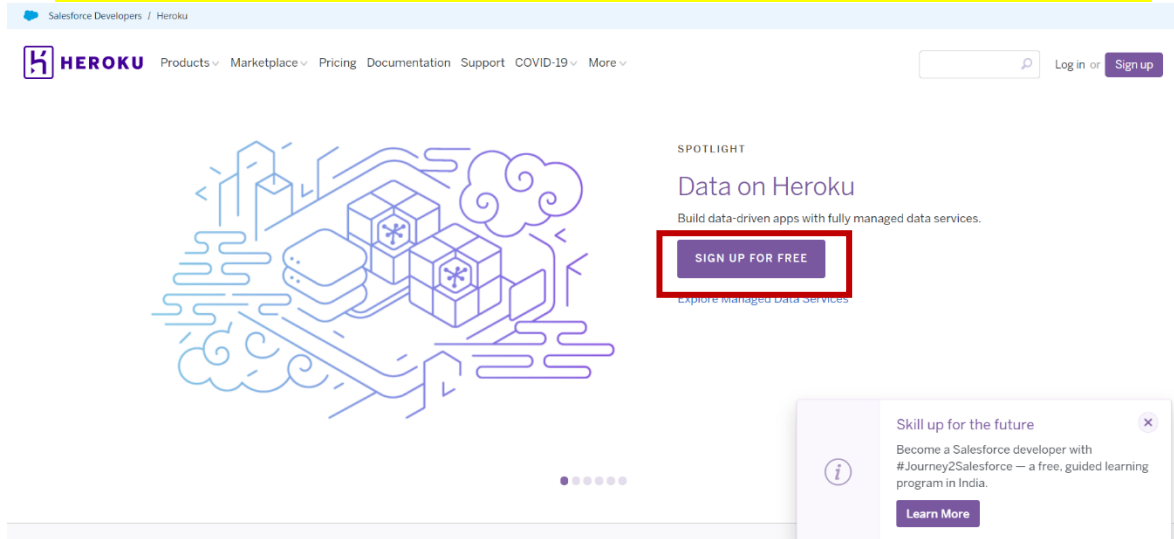 Salesforce Developers / Heroku
HEROKU Products Marketplace Pricing Documentation Support COVID-19 More Log in or Sign up
SPOTLIGHT
Data on Heroku
Build data-driven apps with fully managed data services.
SIGN UP FOR FREE
Explore Managed Data Services
Skill up for the future
Become a Salesforce developer with
#Journey2Salesforce — a free, guided learning
program in India.
Learn More